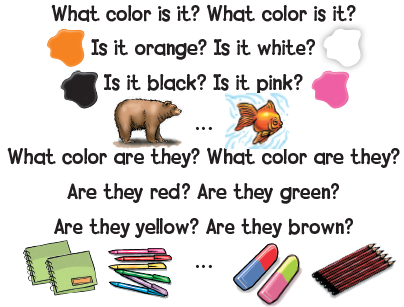 What color is it? What color is it?
Is it orange? Is it white?
Is it black? Is it pink?
...
What color are they? What color are they?
Are they red? Are they green?
Are they yellow? Are they brown?
...